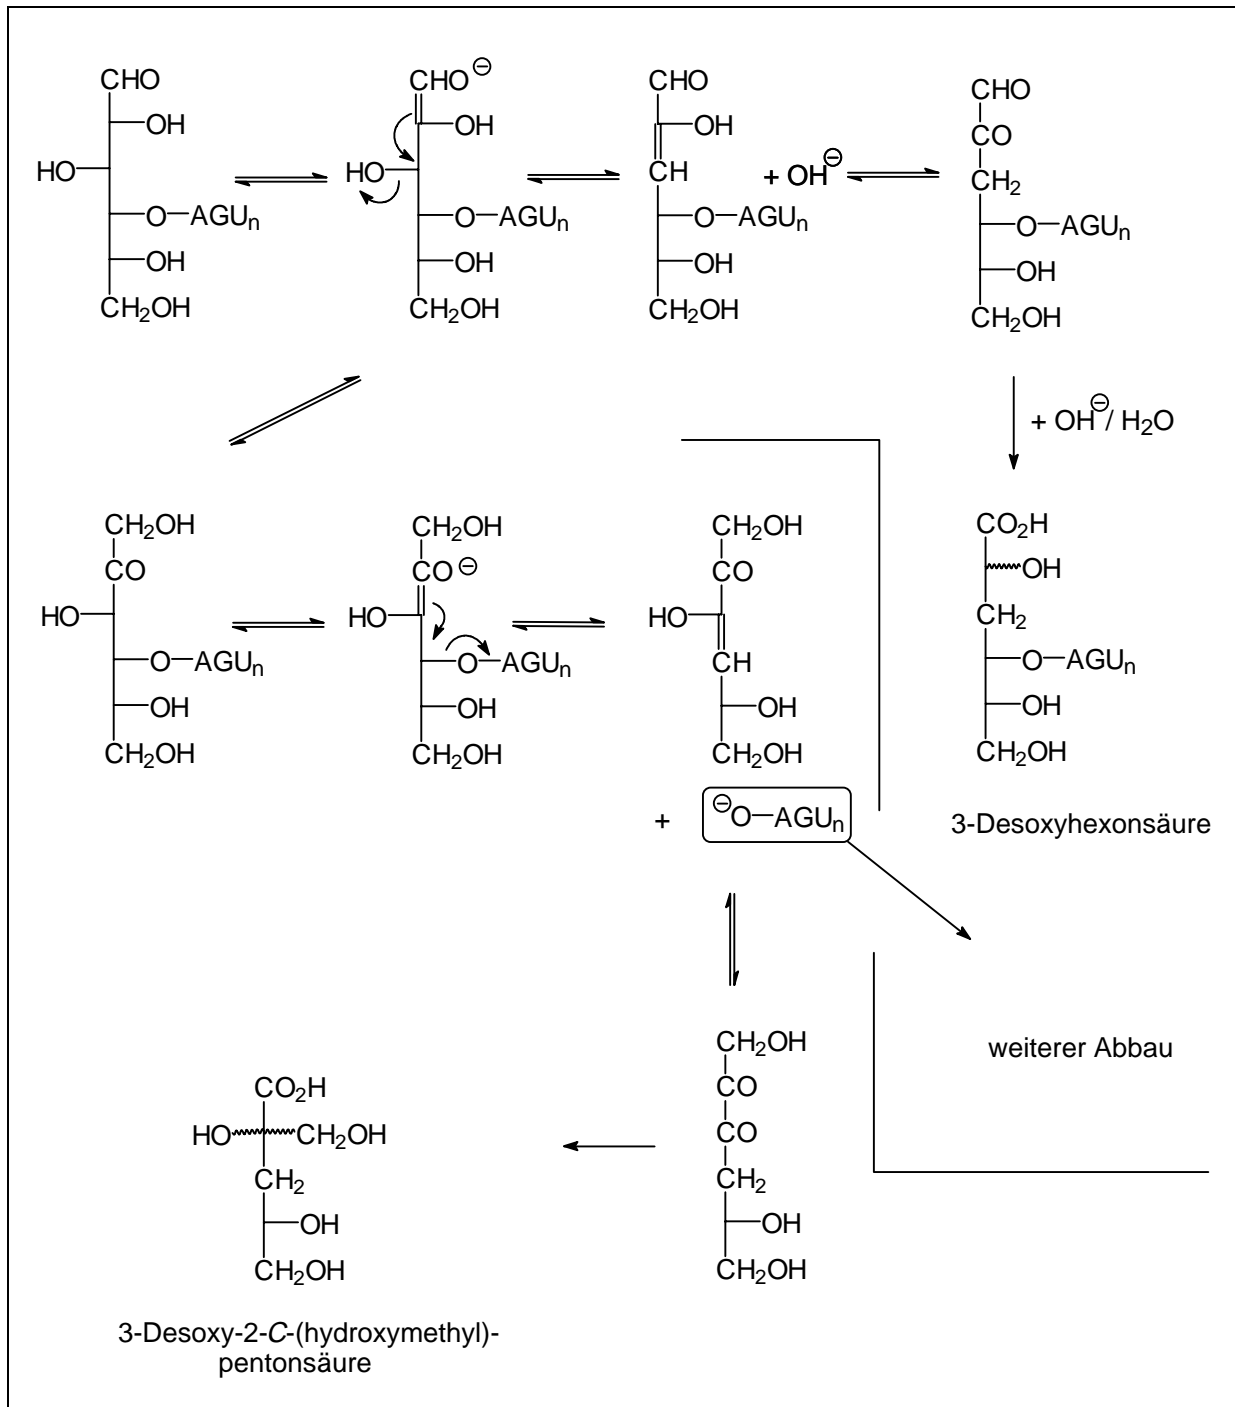 CHO CHO⊖ CHO CHO
OH OH OH CO
HO HO CH + OH⊖ CH2
O—AGUn O—AGUn O—AGUn O—AGUn
OH OH OH OH
CH2OH CH2OH CH2OH CH2OH
+ OH⊖/ H2O
CH2OH CH2OH CH2OH CO2H
CO CO⊖ CO OH
HO HO HO CH2
O—AGUn O—AGUn CH O—AGUn
OH OH OH OH
CH2OH CH2OH CH2OH CH2OH
+ ⊖O—AGUn 3-Desoxyhexonsäure
CH2OH weiterer Abbau
CO2H CO
HO CH2OH CO
CH2 CH2
OH OH
CH2OH CH2OH
3-Desoxy-2-C-(hydroxymethyl)-
pentonsäure